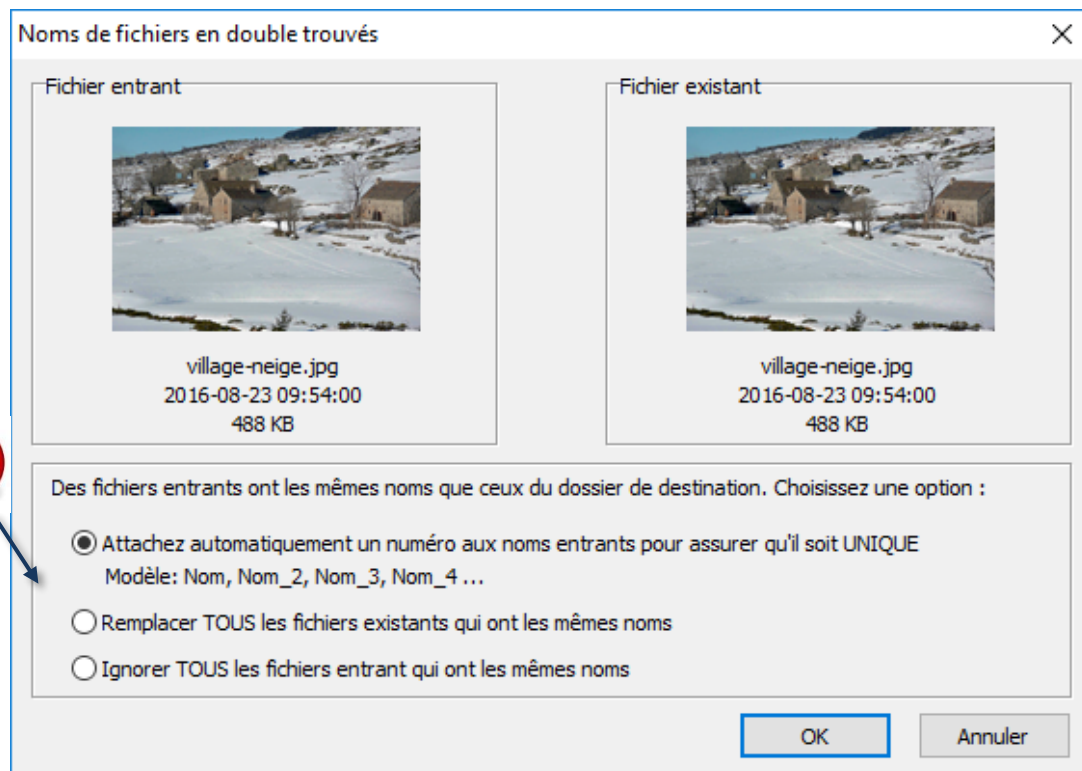 Noms de fichiers en double trouvés
Fichier entrant
Fichier existant
village-neige.jpg
2016-08-23 09:54:00
488 KB
village-neige.jpg
2016-08-23 09:54:00
488 KB
Des fichiers entrants ont les mêmes noms que ceux du dossier de destination. Choisissez une option :
Attachez automatiquement un numéro aux noms entrants pour assurer qu'il soit UNIQUE
Modèle: Nom, Nom_2, Nom_3, Nom_4 ...
Remplacer TOUS les fichiers existants qui ont les mêmes noms
Ignorer TOUS les fichiers entrant qui ont les mêmes noms
OK
Annuler